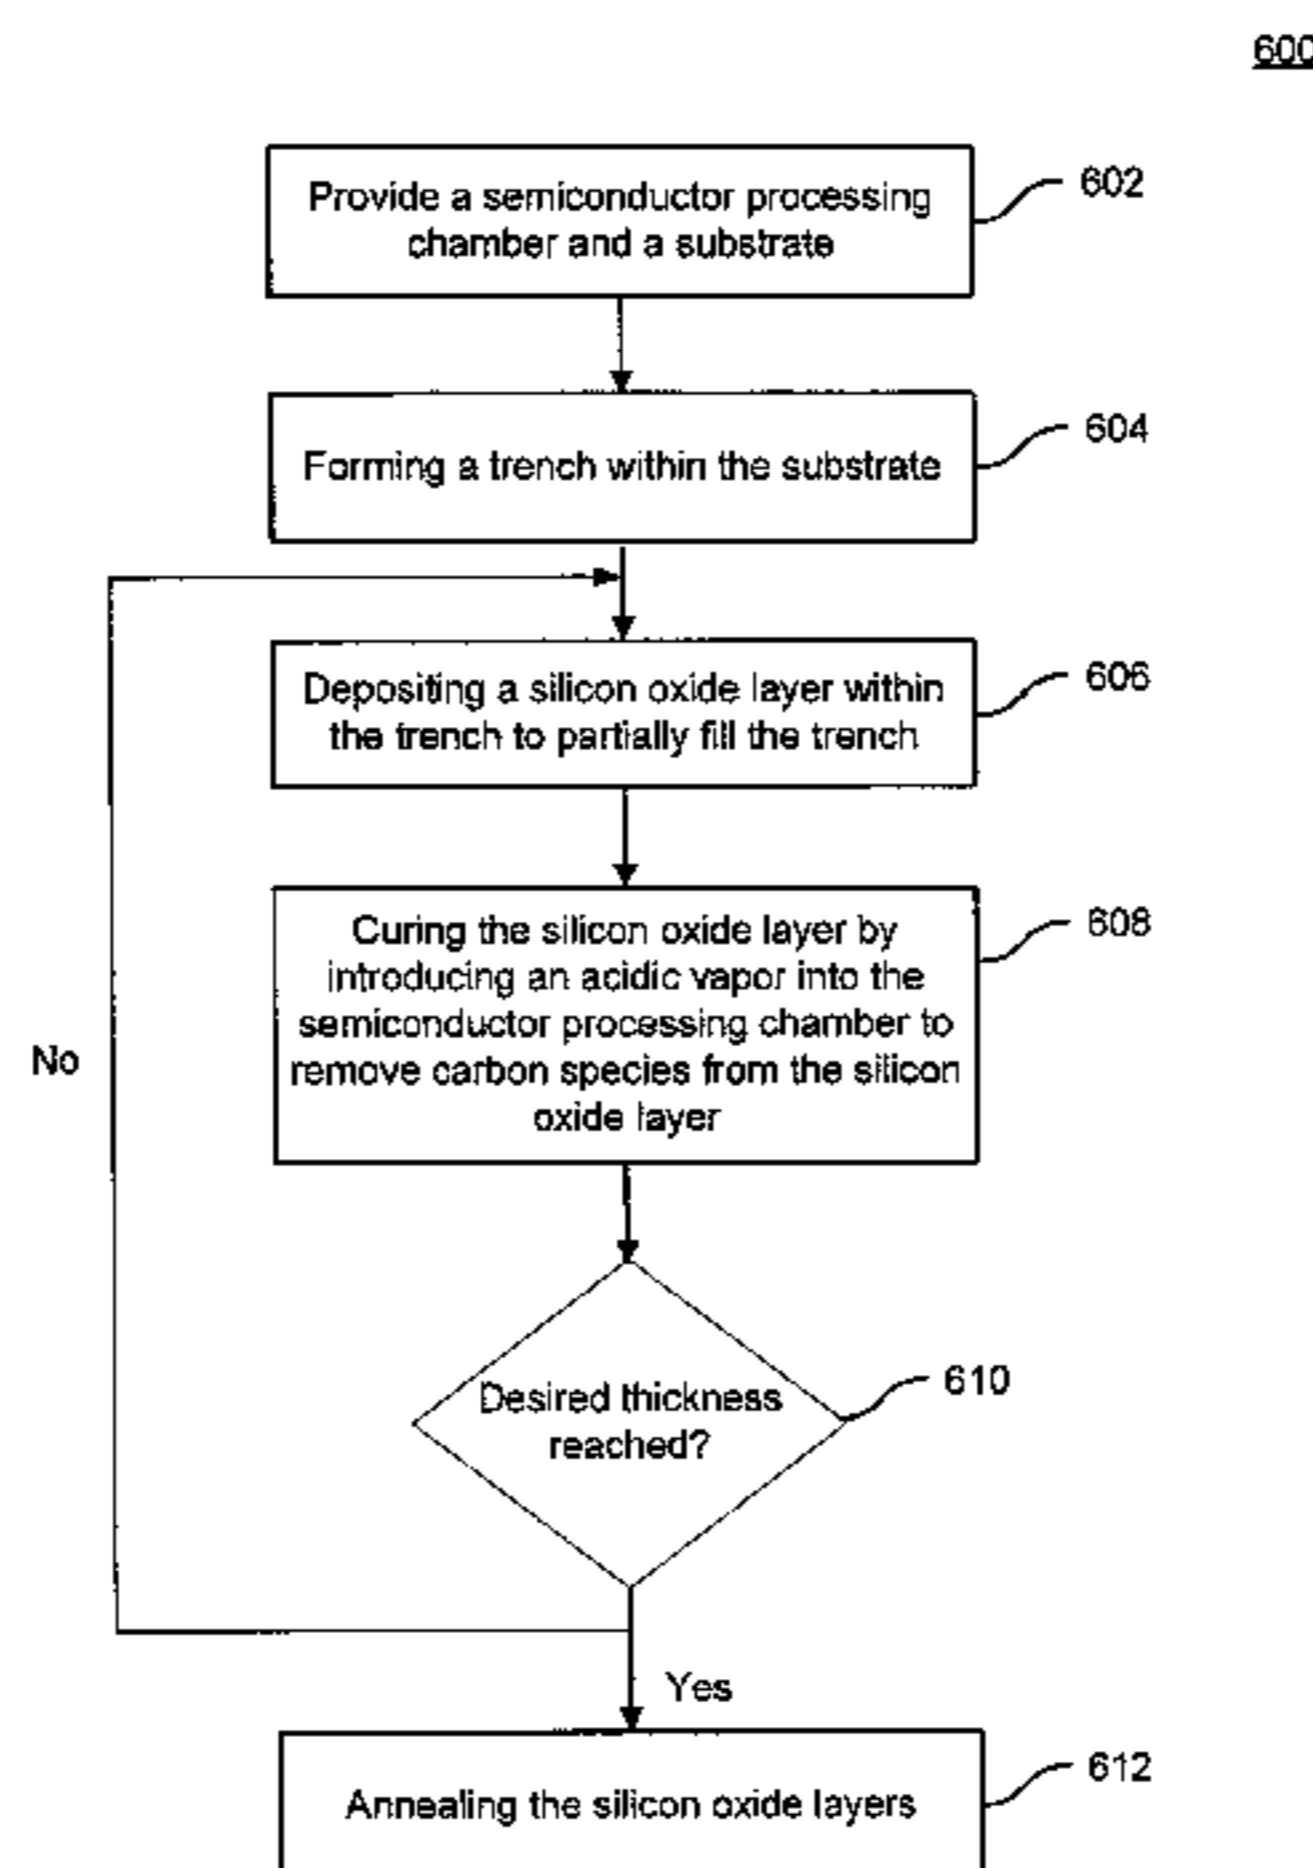 600
Provide a semiconductor processing
chamber and a substrate
602
Forming a trench within the substrate
604
Depositing a silicon oxide layer within
the trench to partially fill the trench
606
Curing the silicon oxide layer by
introducing an acidic vapor into the
semiconductor processing chamber to
remove carbon species from the silicon
oxide layer
608
No
Desired thickness
reached?
610
Yes
Annealing the silicon oxide layers
612